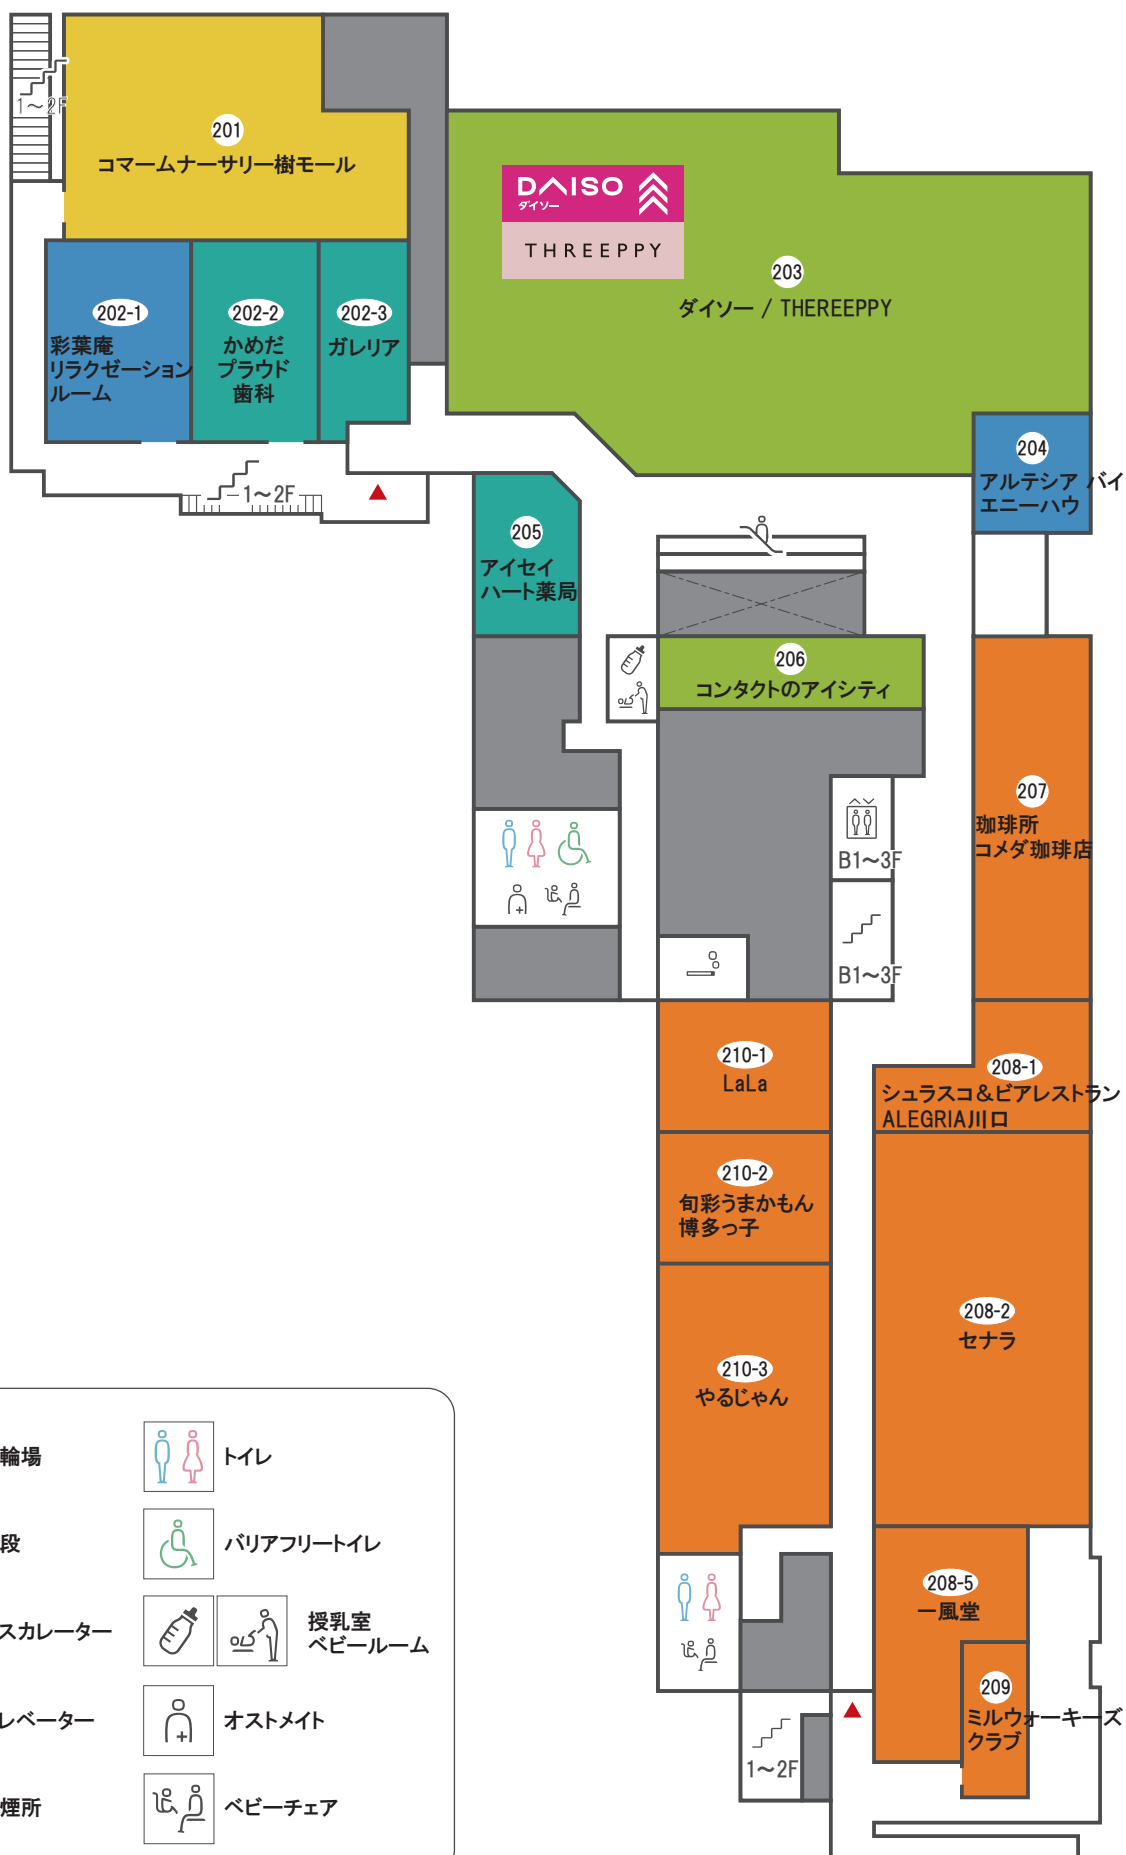 1～2F
201
コマームナーサリー樹モール
DAISO
ダイソー
THREEPPY
203
ダイソー / THEREEPPY
202-1
彩葉庵
リラクゼーション
ルーム
202-2
かめだ
プラウド
歯科
202-3
ガレリア
1～2F
204
アルテシア バイ
エニーハウ
205
アイセイ
ハート薬局
206
コンタクトのアイシティ
207
珈琲所
コメダ珈琲店
B1～3F
B1～3F
210-1
LaLa
208-1
シュラスコ&ビアレストラン
ALEGRIA川口
210-2
旬彩うまかもん
博多っ子
208-2
セナラ
210-3
やるじゃん
208-5
一風堂
209
ミルウォーキーズ
クラブ
1～2F
輪場
トイレ
段
バリアフリートイレ
スカレーター
授乳室
ベビールーム
レベーター
オストメイト
煙所
ベビーチェア